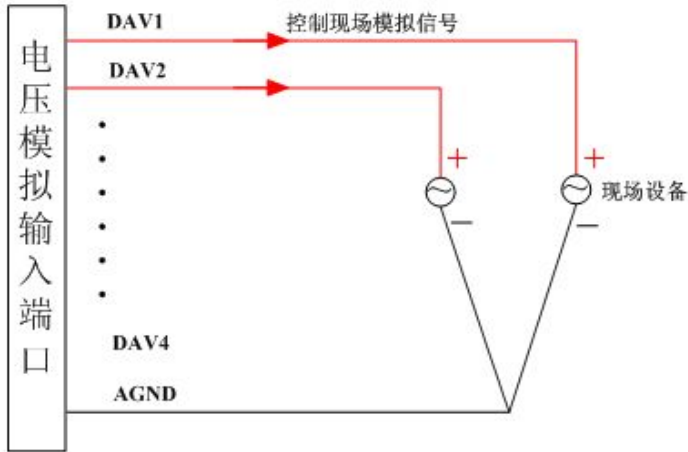 电压模拟输入端口
DAV1
控制现场模拟信号
DAV2
+
+
现场设备
—
—
DAV4
AGND